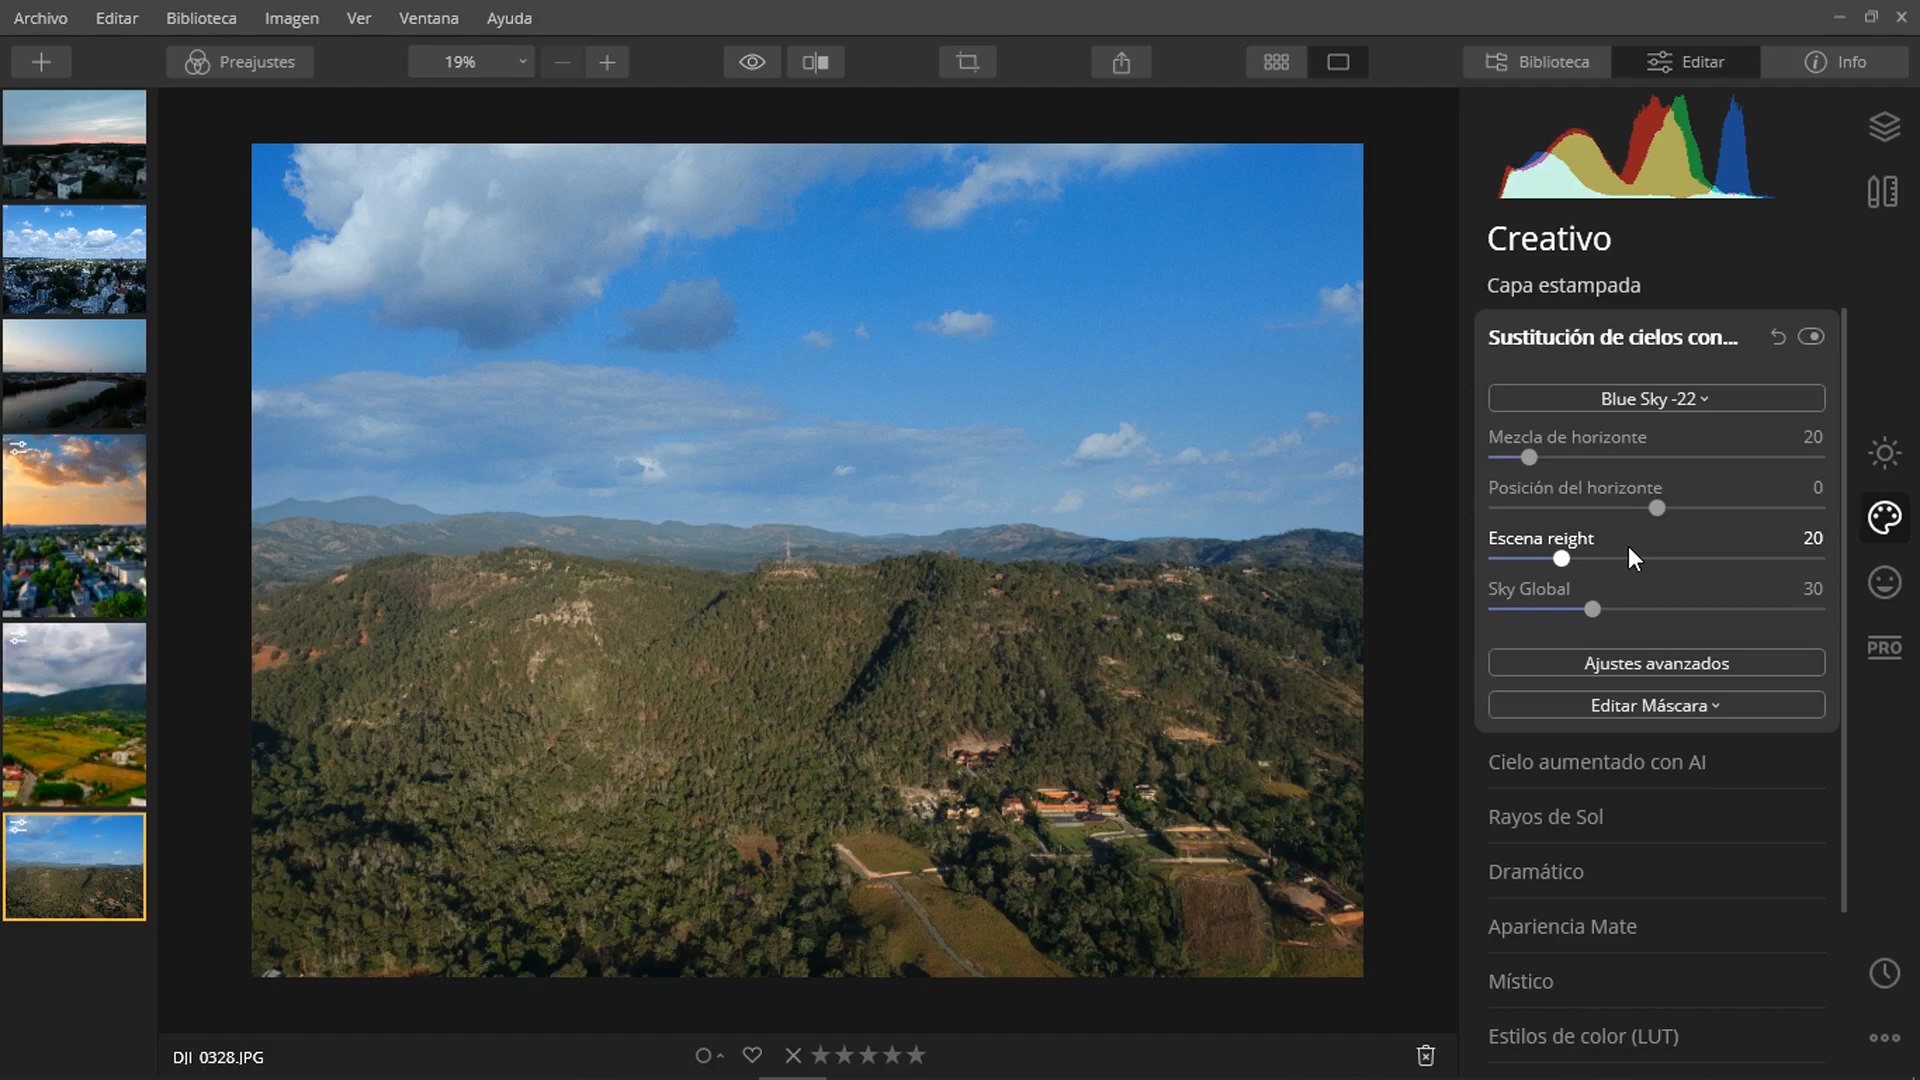 Archivo Editar Biblioteca Imagen Ver Ventana Ayuda
Preajustes 19% Biblioteca Editar Info
Creativo
Capa estampada
Sustitución de cielos con...
Blue Sky -22
Mezcla de horizonte 20
Posición del horizonte 0
Escena reight 20
Sky Global 30
Ajustes avanzados
Editar Máscara
PRO
Cielo aumentado con AI
Rayos de Sol
Dramático
Apariencia Mate
Místico
Estilos de color (LUT)
DJI 0328.JPG